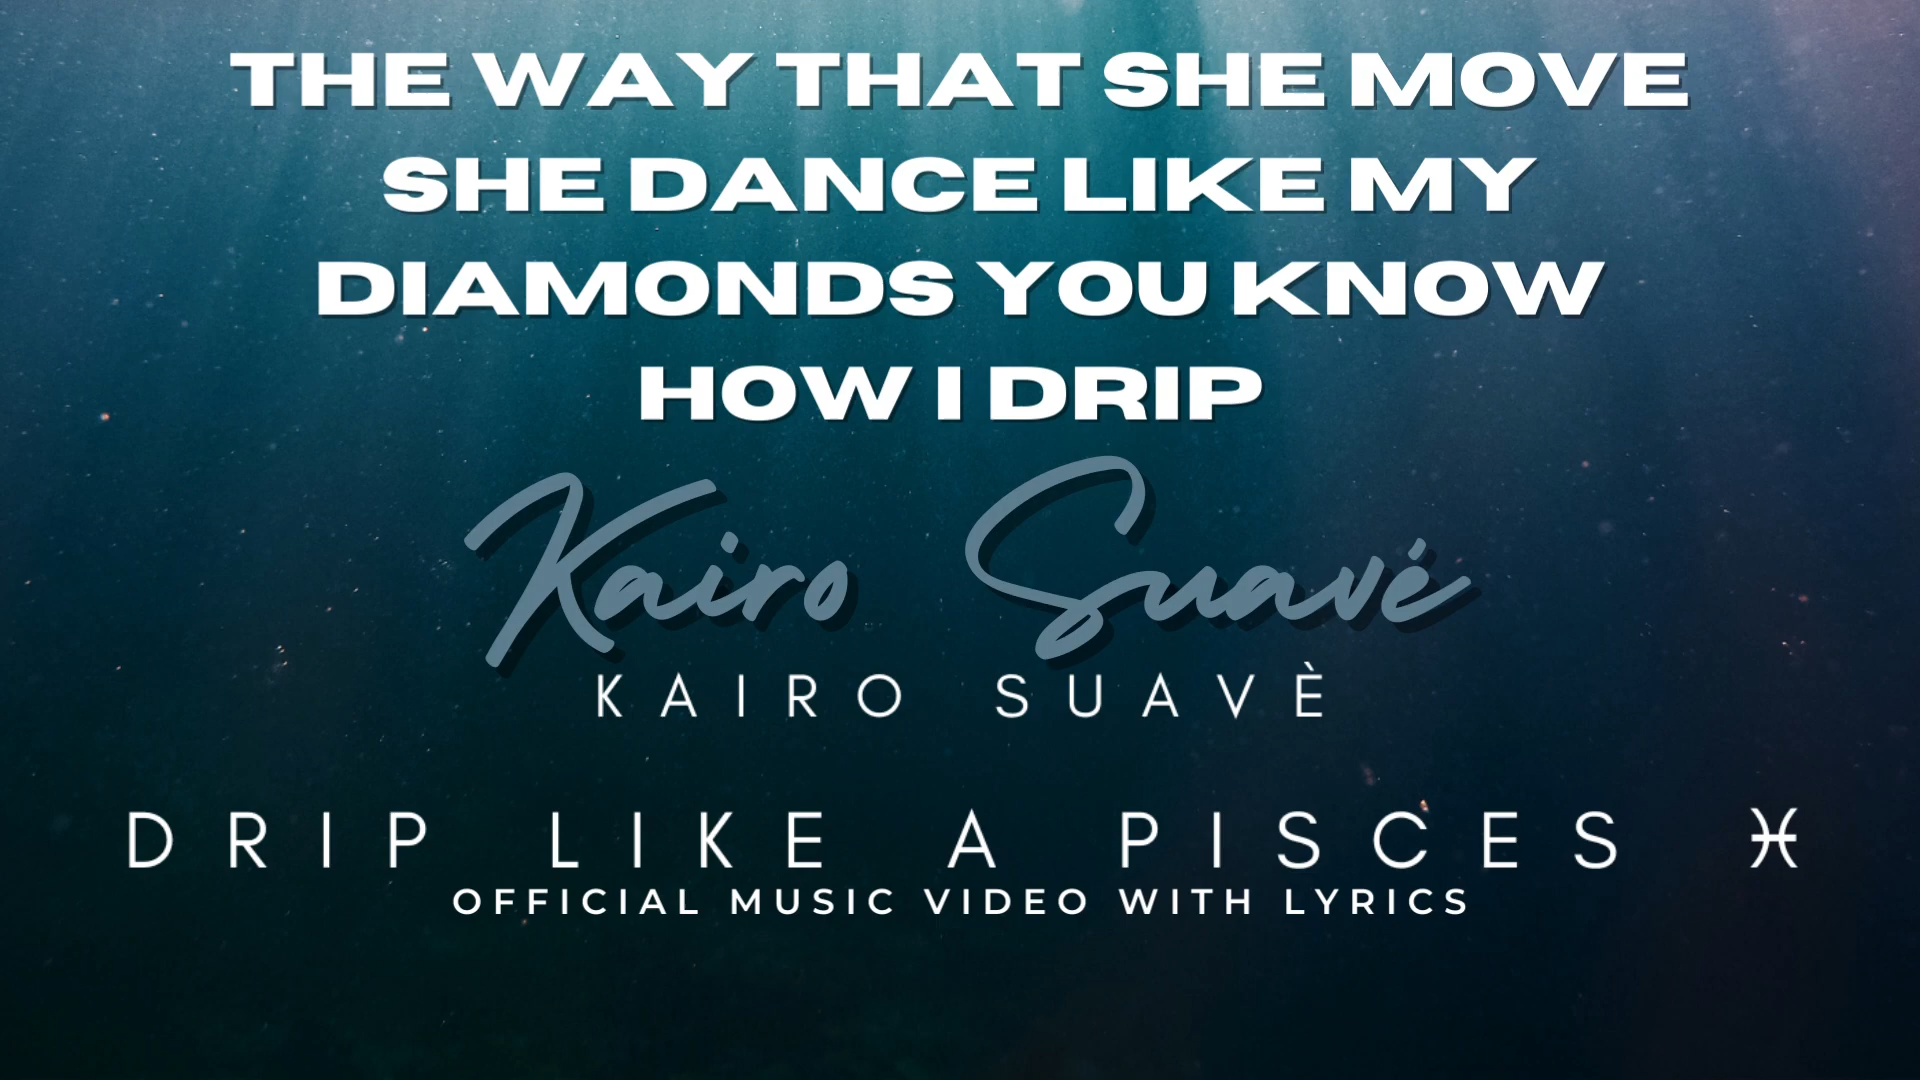 THE WAY THAT SHE MOVE
SHE DANCE LIKE MY
DIAMONDS YOU KNOW
HOW I DRIP
Kairo Suavé
KAIRO SUAVÈ
DRIP LIKE A PISCES ♓︎
OFFICIAL MUSIC VIDEO WITH LYRICS